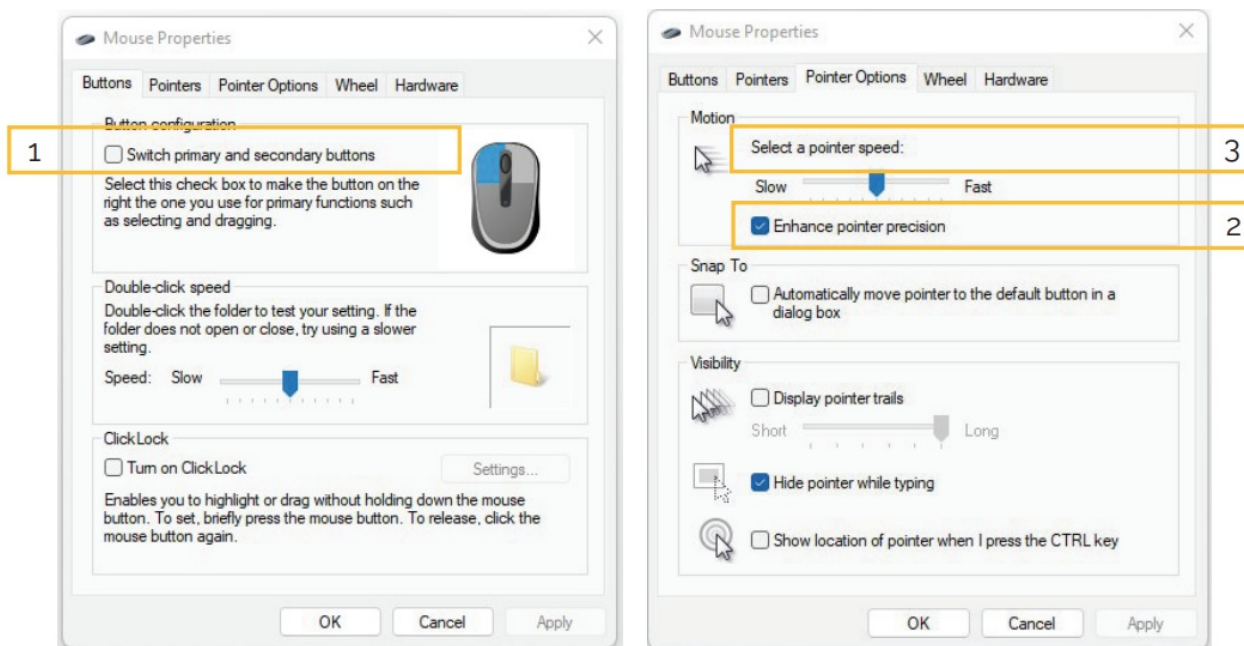 Mouse Properties
Buttons Pointers Pointer Options Wheel Hardware
Button configuration
1
Switch primary and secondary buttons
Select this check box to make the button on the
right the one you use for primary functions such
as selecting and dragging.
Double-click speed
Double-click the folder to test your setting. If the
folder does not open or close, try using a slower
setting.
Speed: Slow Fast
ClickLock
Turn on ClickLock Settings...
Enables you to highlight or drag without holding down the mouse
button. To set, briefly press the mouse button. To release, click the
mouse button again.
OK Cancel Apply
Mouse Properties
Buttons Pointers Pointer Options Wheel Hardware
Motion
Select a pointer speed:
3
Slow Fast
Enhance pointer precision
2
Snap To
Automatically move pointer to the default button in a
dialog box
Visibility
Display pointer trails
Short Long
Hide pointer while typing
Show location of pointer when I press the CTRL key
OK Cancel Apply